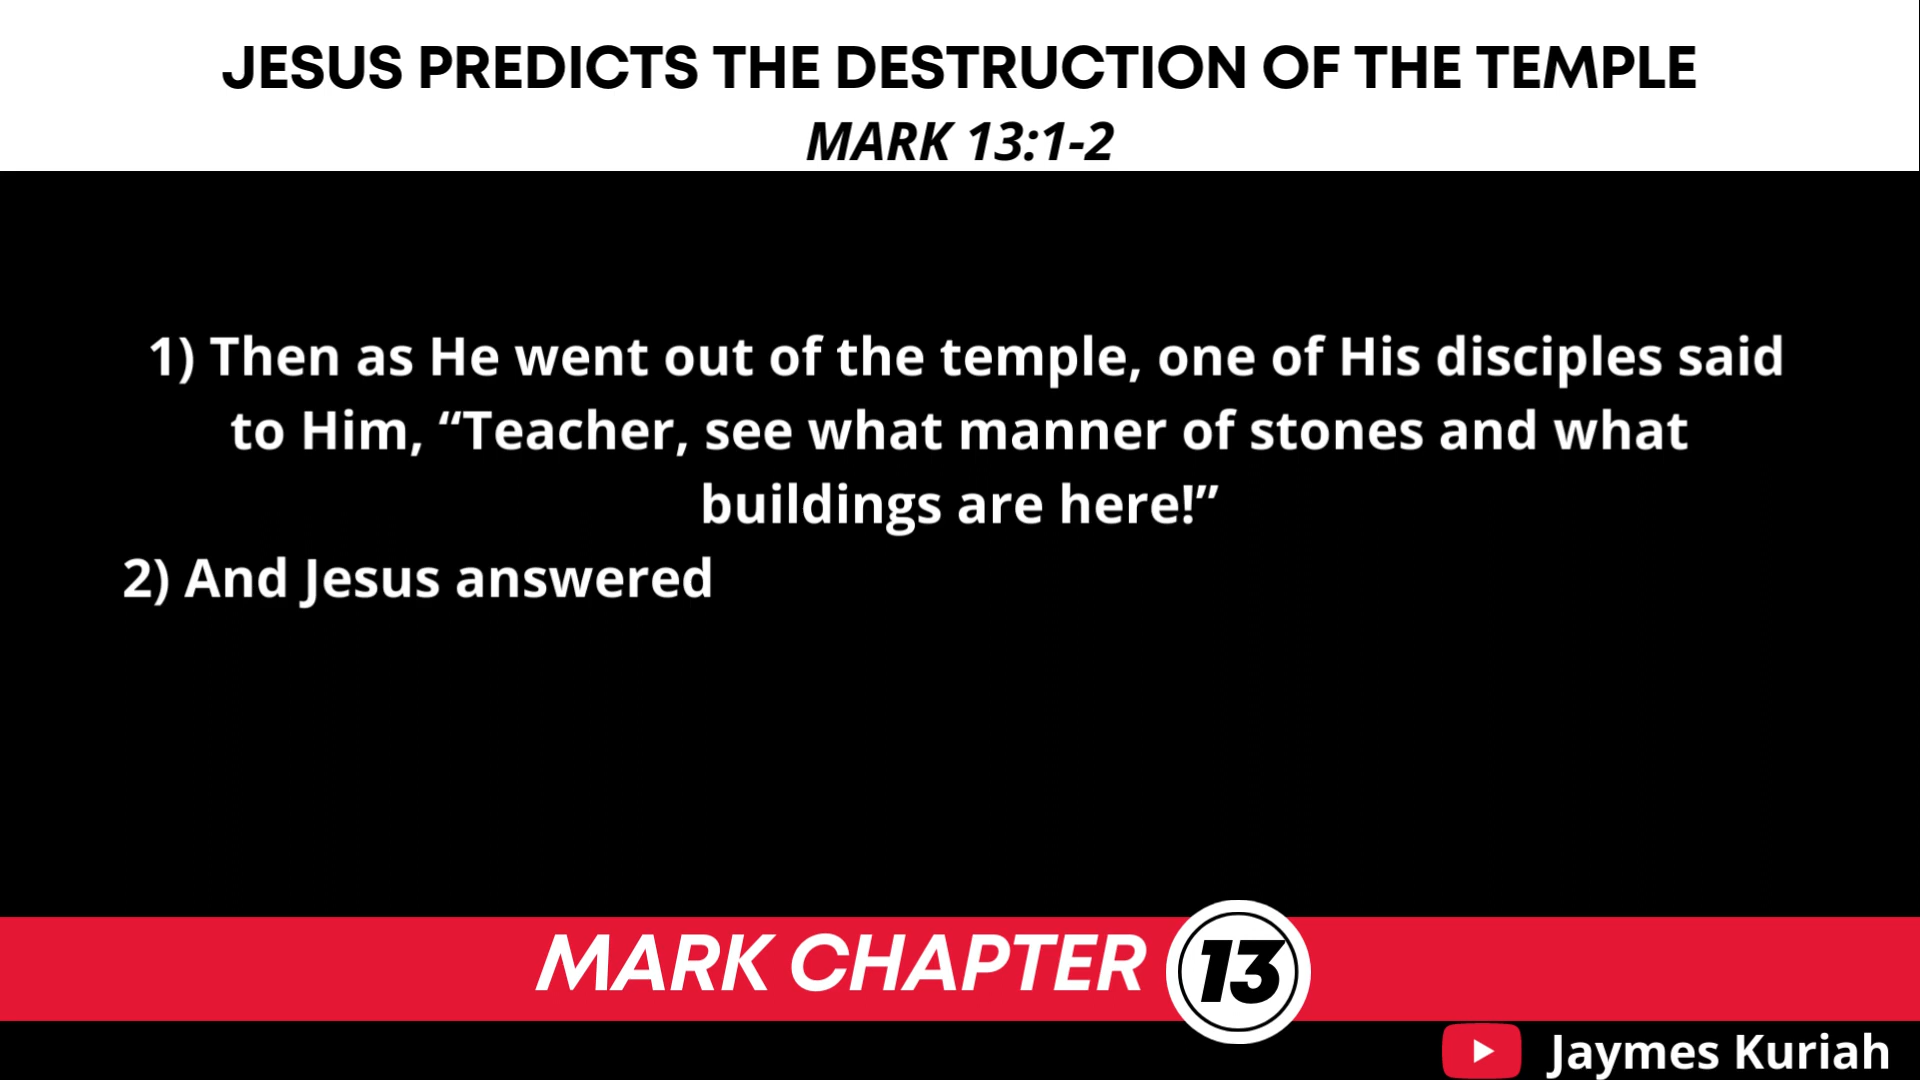 JESUS PREDICTS THE DESTRUCTION OF THE TEMPLE
MARK 13:1-2
1) Then as He went out of the temple, one of His disciples said
to Him, “Teacher, see what manner of stones and what
buildings are here!”
2) And Jesus answered
MARK CHAPTER 13
Jaymes Kuriah